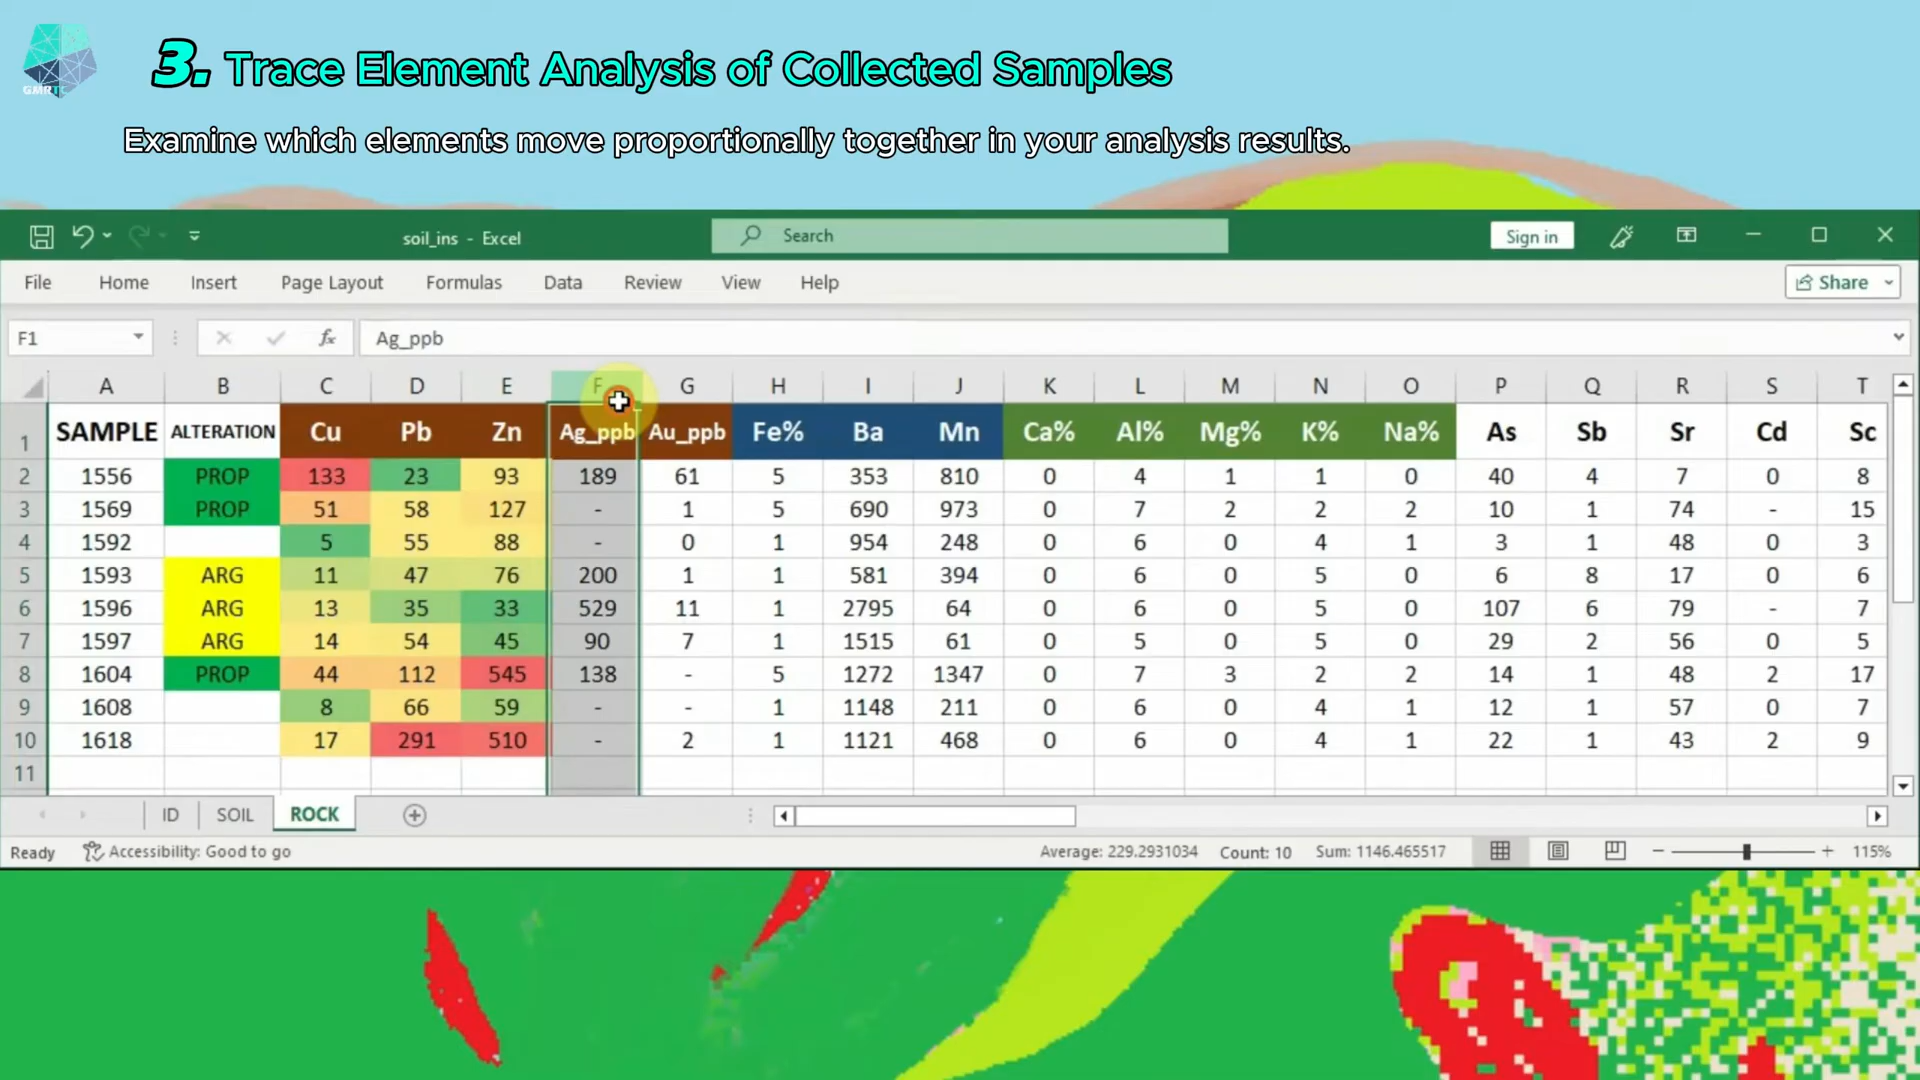 GMRTC
3. Trace Element Analysis of Collected Samples
Examine which elements move proportionally together in your analysis results.
soil_ins - Excel
Search
Sign in
File Home Insert Page Layout Formulas Data Review View Help
Share
F1 fx Ag_ppb
A B C D E F G H I J K L M N O P Q R S T
1 SAMPLE ALTERATION Cu Pb Zn Ag_ppb Au_ppb Fe% Ba Mn Ca% Al% Mg% K% Na% As Sb Sr Cd Sc
2 1556 PROP 133 23 93 189 61 5 353 810 0 4 1 1 0 40 4 7 0 8
3 1569 PROP 51 58 127 - 1 5 690 973 0 7 2 2 2 10 1 74 - 15
4 1592 5 55 88 - 0 1 954 248 0 6 0 4 1 3 1 48 0 3
5 1593 ARG 11 47 76 200 1 1 581 394 0 6 0 5 0 6 8 17 0 6
6 1596 ARG 13 35 33 529 11 1 2795 64 0 6 0 5 0 107 6 79 - 7
7 1597 ARG 14 54 45 90 7 1 1515 61 0 5 0 5 0 29 2 56 0 5
8 1604 PROP 44 112 545 138 - 5 1272 1347 0 7 3 2 2 14 1 48 2 17
9 1608 8 66 59 - - 1 1148 211 0 6 0 4 1 12 1 57 0 7
10 1618 17 291 510 - 2 1 1121 468 0 6 0 4 1 22 1 43 2 9
11
ID SOIL ROCK
Ready Accessibility: Good to go Average: 229.2931034 Count: 10 Sum: 1146.465517 115%